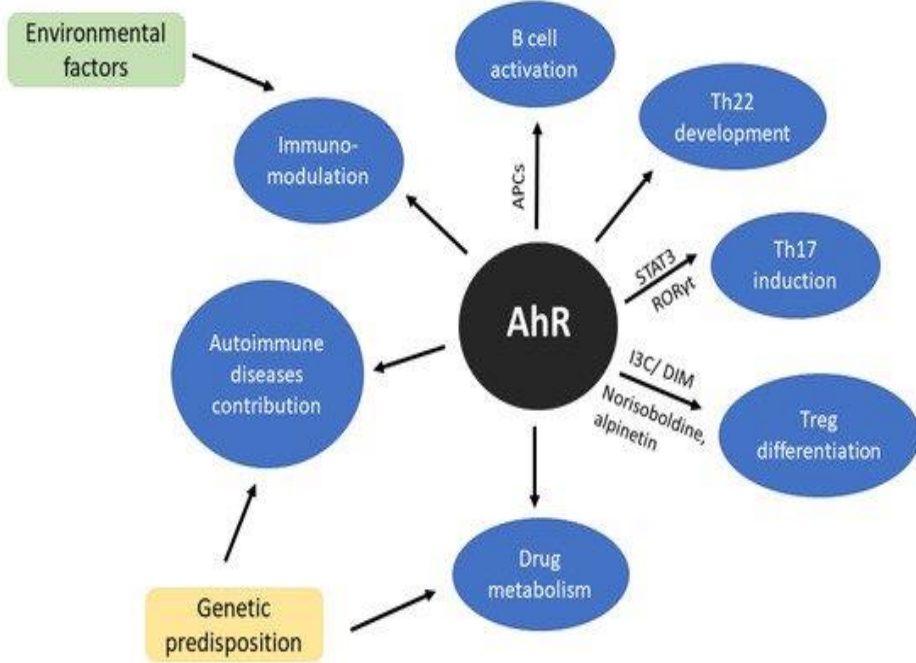 Environmental
factors
B cell
activation
Th22
development
Immuno-
modulation
APCs
STAT3
RORγt
Th17
induction
AhR
Autoimmune
diseases
contribution
I3C/ DIM
Norisoboldine,
alpinetin
Treg
differentiation
Drug
metabolism
Genetic
predisposition